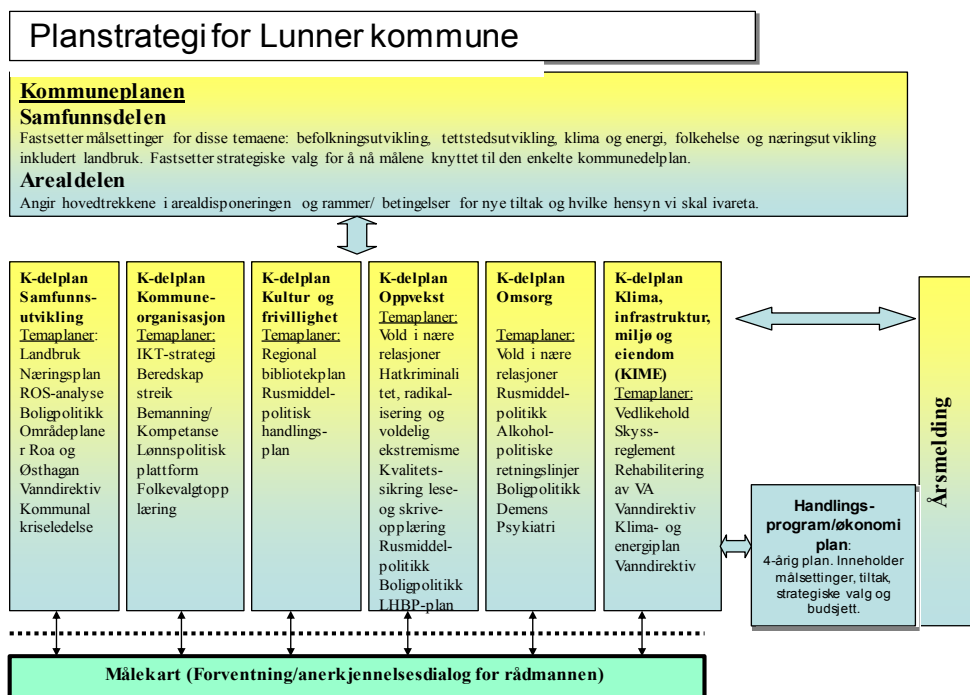 Planstrategi for Lunner kommune
Kommuneplanen
Samfunnsdelen
Fastsetter målsettinger for disse temaene: befolkningsutvikling, tettstedsutvikling, klima og energi, folkehelse og næringsutvikling
inkludert landbruk. Fastsetter strategiske valg for å nå målene knyttet til den enkelte kommunedelplan.
Arealdelen
Angir hovedtrekkene i arealdisponeringen og rammer/ betingelser for nye tiltak og hvilke hensyn vi skal ivareta.
K-delplan
Samfunns-
utvikling
Temaplaner:
Landbruk
Næringsplan
ROS-analyse
Boligpolitikk
Områdeplane
r Roa og
Østhagan
Vanndirektiv
Kommunal
kriseledelse
K-delplan
Kommune-
organisasjon
Temaplaner:
IKT-strategi
Beredskap
streik
Bemanning/
Kompetanse
Lønnspolitisk
plattform
Folkevalgtopp
læring
K-delplan
Kultur og
frivillighet
Temaplaner:
Regional
bibliotekplan
Rusmiddel-
politisk
handlings-
plan
K-delplan
Oppvekst
Temaplaner:
Vold i nære
relasjoner
Hatkriminali
tet, radikal-
isering og
voldelig
ekstremisme
Kvalitets-
sikring lese-
og skrive-
opplæring
Rusmiddel-
politikk
Boligpolitikk
LHBP-plan
K-delplan
Omsorg
Temaplaner:
Vold i nære
relasjoner
Rusmiddel-
politikk
Alkohol-
politiske
retningslinjer
Boligpolitikk
Demens
Psykiatri
K-delplan
Klima,
infrastruktur,
miljø og
eiendom
(KIME)
Temaplaner:
Vedlikehold
Skyss-
reglement
Rehabilitering
av VA
Vanndirektiv
Klima- og
energiplan
Vanndirektiv
Handlings-
program/økonomi
plan:
4-årig plan. Inneholder
målsettinger, tiltak,
strategiske valg og
budsjett.
Årsmelding
Målekart (Forventning/anerkjennelsesdialog for rådmannen)